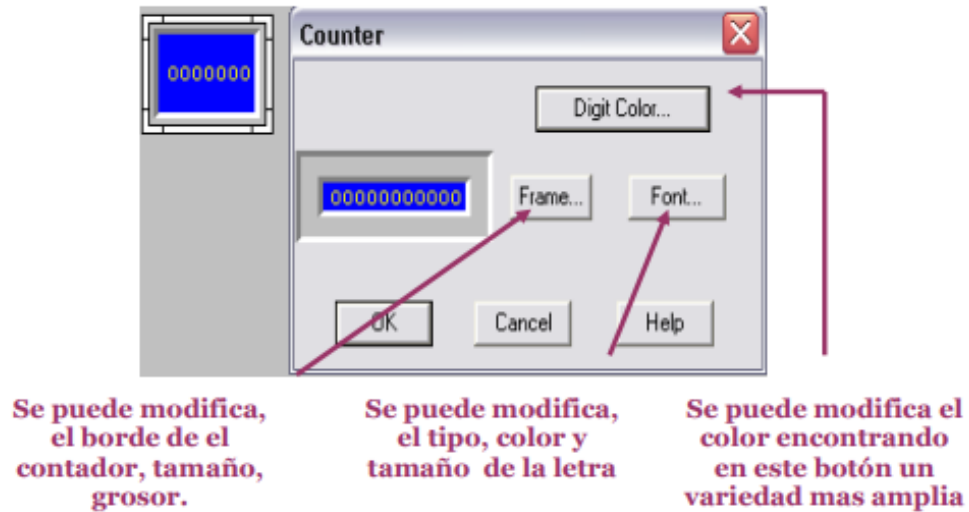 Counter
0000000
Digit Color...
00000000000
Frame...
Font...
OK
Cancel
Help
Se puede modifica,
el borde de el
contador, tamaño,
grosor.
Se puede modifica,
el tipo, color y
tamaño de la letra
Se puede modifica el
color encontrando
en este botón un
variedad mas amplia